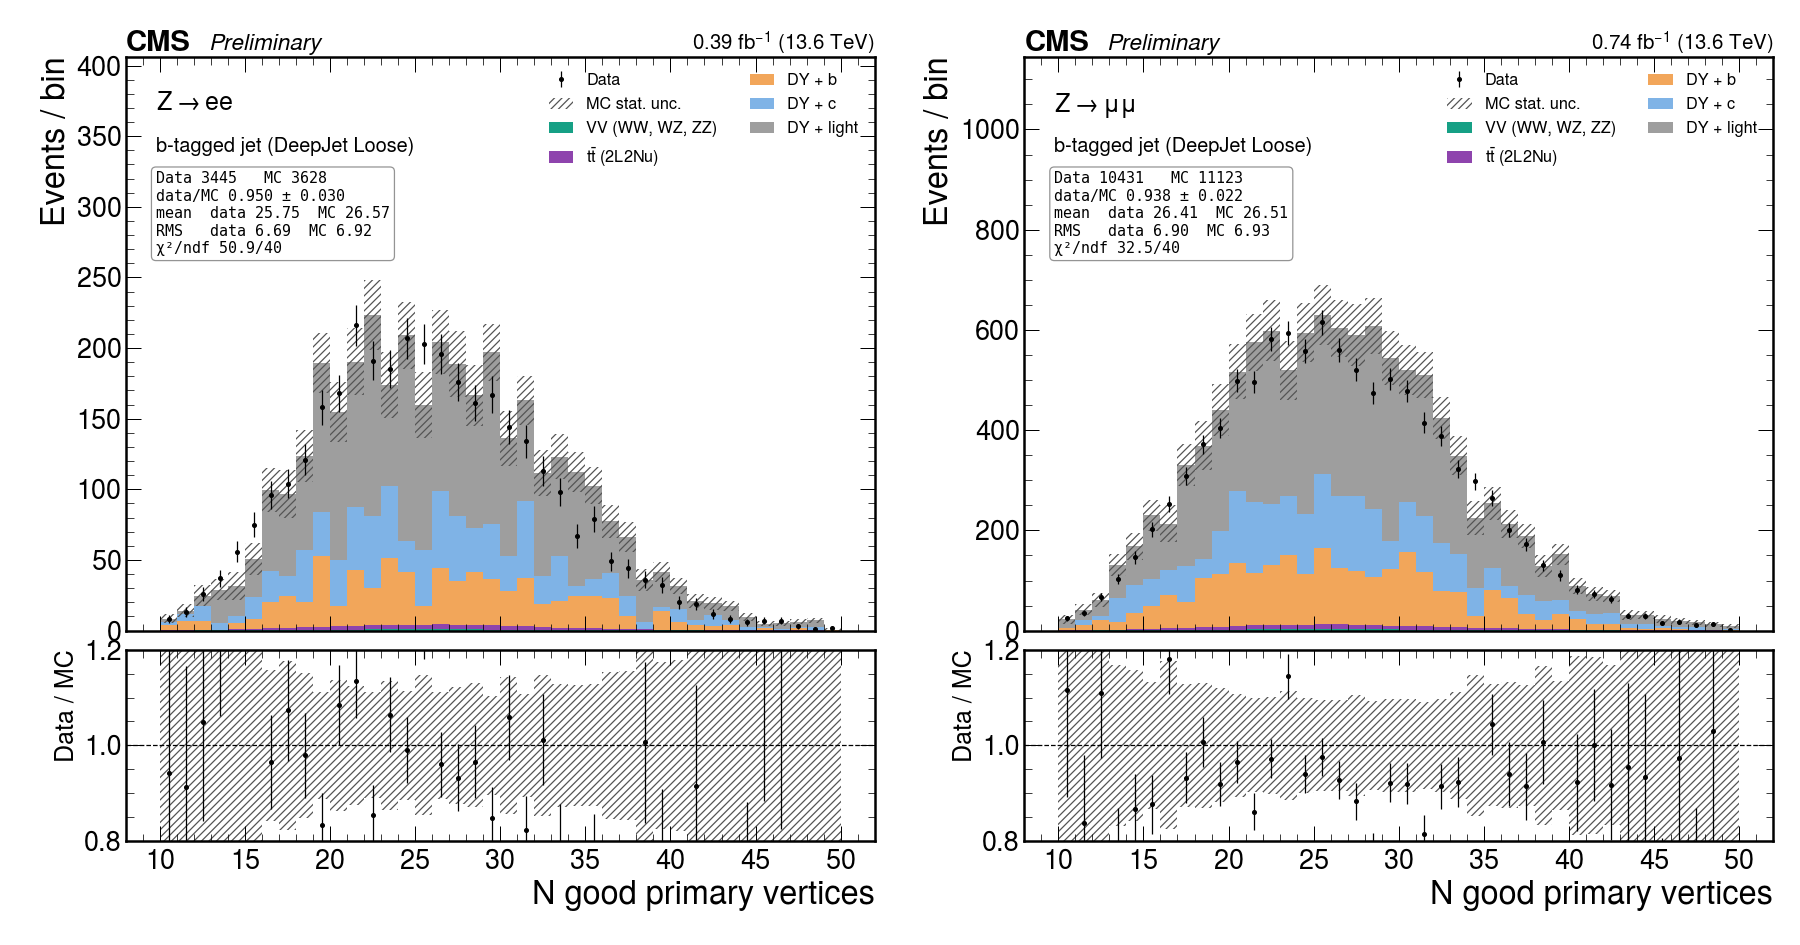 CMS Preliminary 0.39 fb⁻¹ (13.6 TeV)
Events / bin
400
350
300
250
200
150
100
50
0
Z → ee
b-tagged jet (DeepJet Loose)
Data 3445 MC 3628
data/MC 0.950 ± 0.030
mean data 25.75 MC 26.57
RMS data 6.69 MC 6.92
χ²/ndf 50.9/40
Data
MC stat. unc.
VV (WW, WZ, ZZ)
tt̄ (2L2Nu)
DY + b
DY + c
DY + light
Data / MC
1.2
1.0
0.8
10 15 20 25 30 35 40 45 50
N good primary vertices
CMS Preliminary 0.74 fb⁻¹ (13.6 TeV)
Events / bin
1000
800
600
400
200
0
Z → μμ
b-tagged jet (DeepJet Loose)
Data 10431 MC 11123
data/MC 0.938 ± 0.022
mean data 26.41 MC 26.51
RMS data 6.90 MC 6.93
χ²/ndf 32.5/40
Data
MC stat. unc.
VV (WW, WZ, ZZ)
tt̄ (2L2Nu)
DY + b
DY + c
DY + light
Data / MC
1.2
1.0
0.8
10 15 20 25 30 35 40 45 50
N good primary vertices